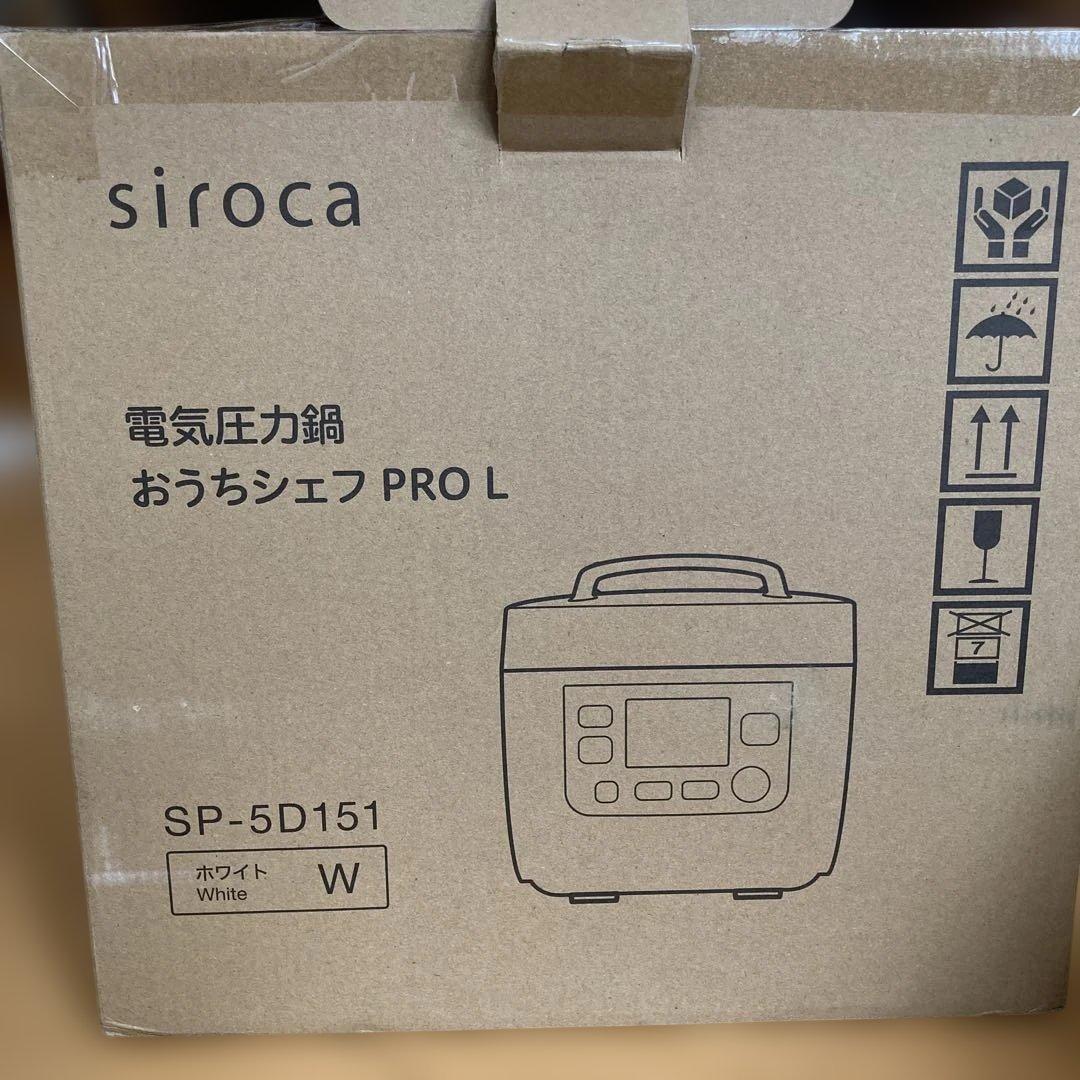 siroca
電気圧力鍋
おうちシェフ PRO L
SP-5D151
ホワイト
White
W
7